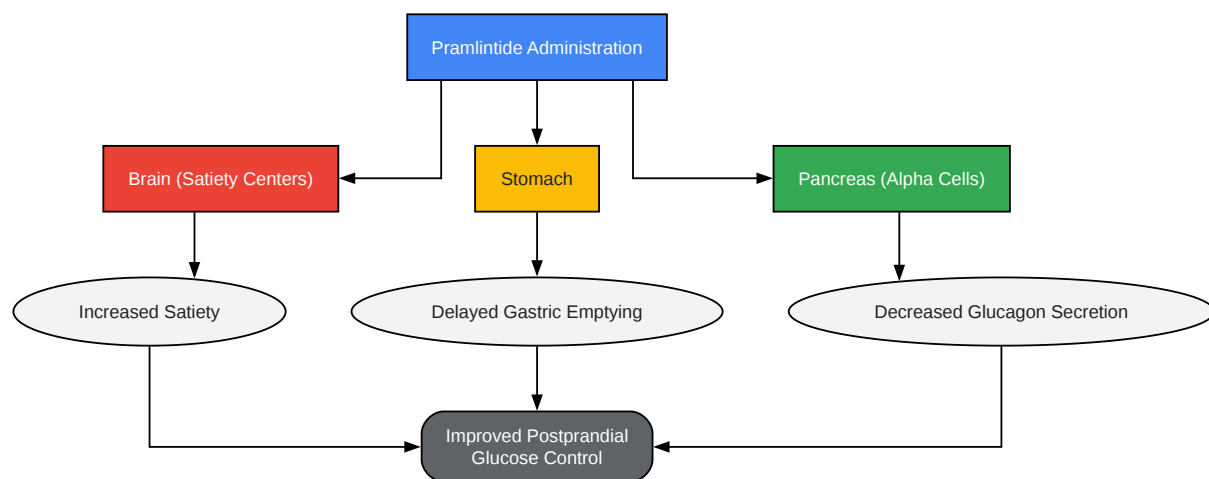 Pramlintide Administration
Brain (Satiety Centers)
Stomach
Pancreas (Alpha Cells)
Increased Satiety
Delayed Gastric Emptying
Decreased Glucagon Secretion
Improved Postprandial
Glucose Control